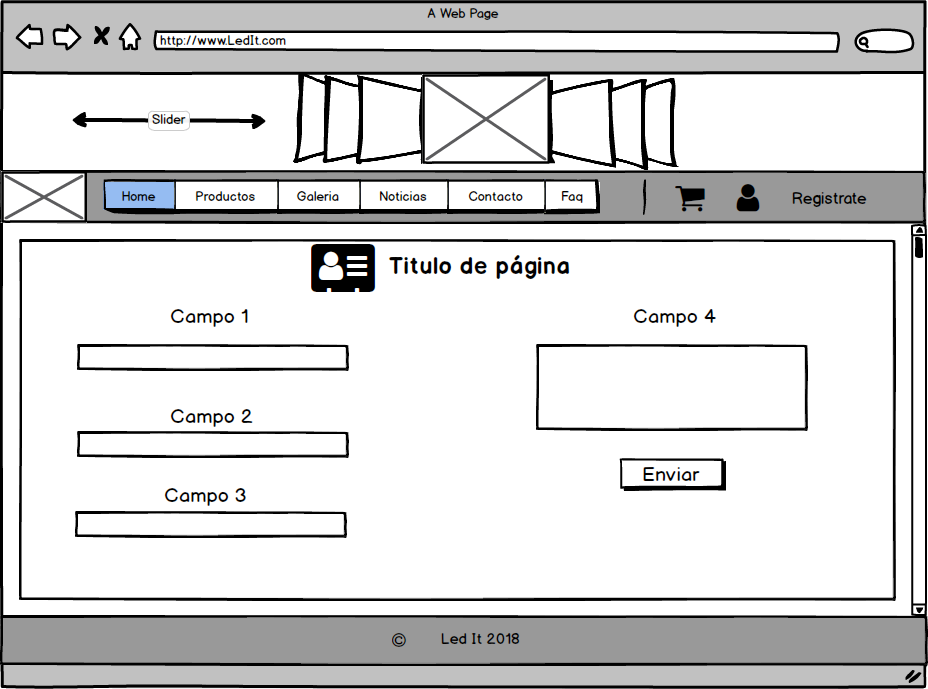 A Web Page
http://www.LedIt.com
Slider
Home Productos Galeria Noticias Contacto Faq Registrate
Titulo de página
Campo 1
Campo 2
Campo 3
Campo 4
Enviar
© Led It 2018